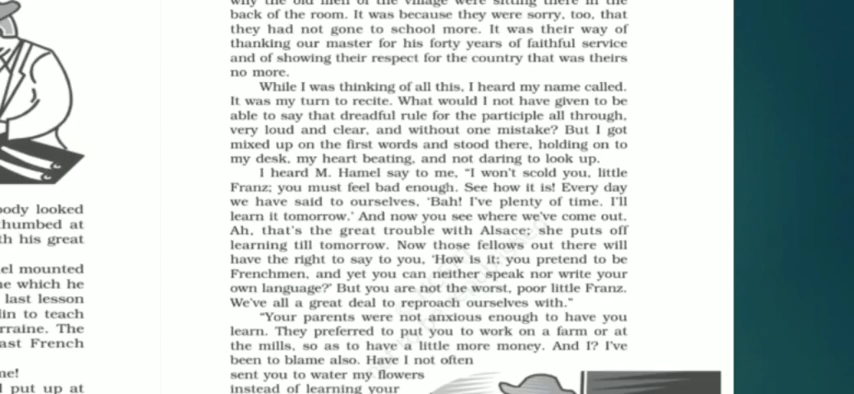 body looked
thumbed at
th his great
el mounted
e which he
last lesson
lin to teach
rraine. The
ast French
me!
put up at
why the old men of the village were sitting there in the
back of the room. It was because they were sorry, too, that
they had not gone to school more. It was their way of
thanking our master for his forty years of faithful service
and of showing their respect for the country that was theirs
no more.
While I was thinking of all this, I heard my name called.
It was my turn to recite. What would I not have given to be
able to say that dreadful rule for the participle all through,
very loud and clear, and without one mistake? But I got
mixed up on the first words and stood there, holding on to
my desk, my heart beating, and not daring to look up.
I heard M. Hamel say to me, “I won't scold you, little
Franz; you must feel bad enough. See how it is! Every day
we have said to ourselves, ‘Bah! I've plenty of time. I'll
learn it tomorrow.’ And now you see where we've come out.
Ah, that's the great trouble with Alsace; she puts off
learning till tomorrow. Now those fellows out there will
have the right to say to you, ‘How is it; you pretend to be
Frenchmen, and yet you can neither speak nor write your
own language?’ But you are not the worst, poor little Franz.
We've all a great deal to reproach ourselves with.”
“Your parents were not anxious enough to have you
learn. They preferred to put you to work on a farm or at
the mills, so as to have a little more money. And I? I've
been to blame also. Have I not often
sent you to water my flowers
instead of learning your